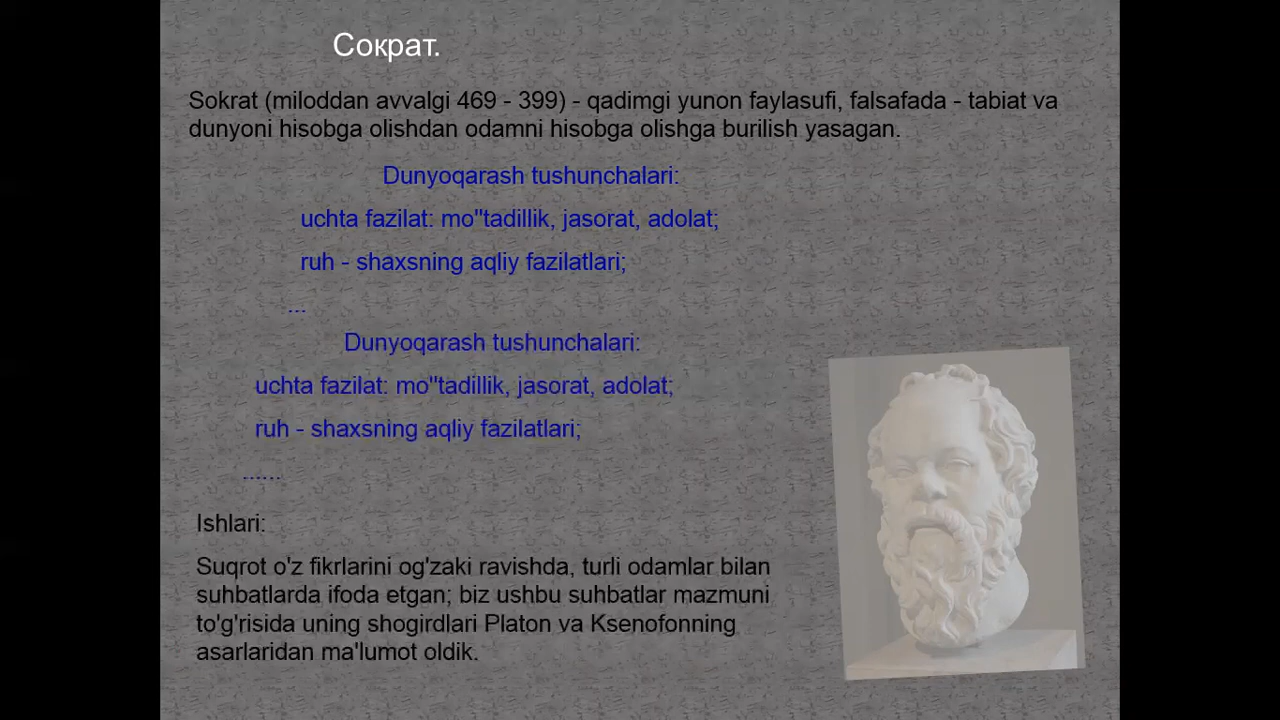 Сократ.
Sokrat (miloddan avvalgi 469 - 399) - qadimgi yunon faylasufi, falsafada - tabiat va
dunyoni hisobga olishdan odamni hisobga olishga burilish yasagan.
Dunyoqarash tushunchalari:
uchta fazilat: mo"tadillik, jasorat, adolat;
ruh - shaxsning aqliy fazilatlari;
...
Dunyoqarash tushunchalari:
uchta fazilat: mo"tadillik, jasorat, adolat;
ruh - shaxsning aqliy fazilatlari;
......
Ishlari:
Suqrot o'z fikrlarini og'zaki ravishda, turli odamlar bilan
suhbatlarda ifoda etgan; biz ushbu suhbatlar mazmuni
to'g'risida uning shogirdlari Platon va Ksenofonning
asarlaridan ma'lumot oldik.